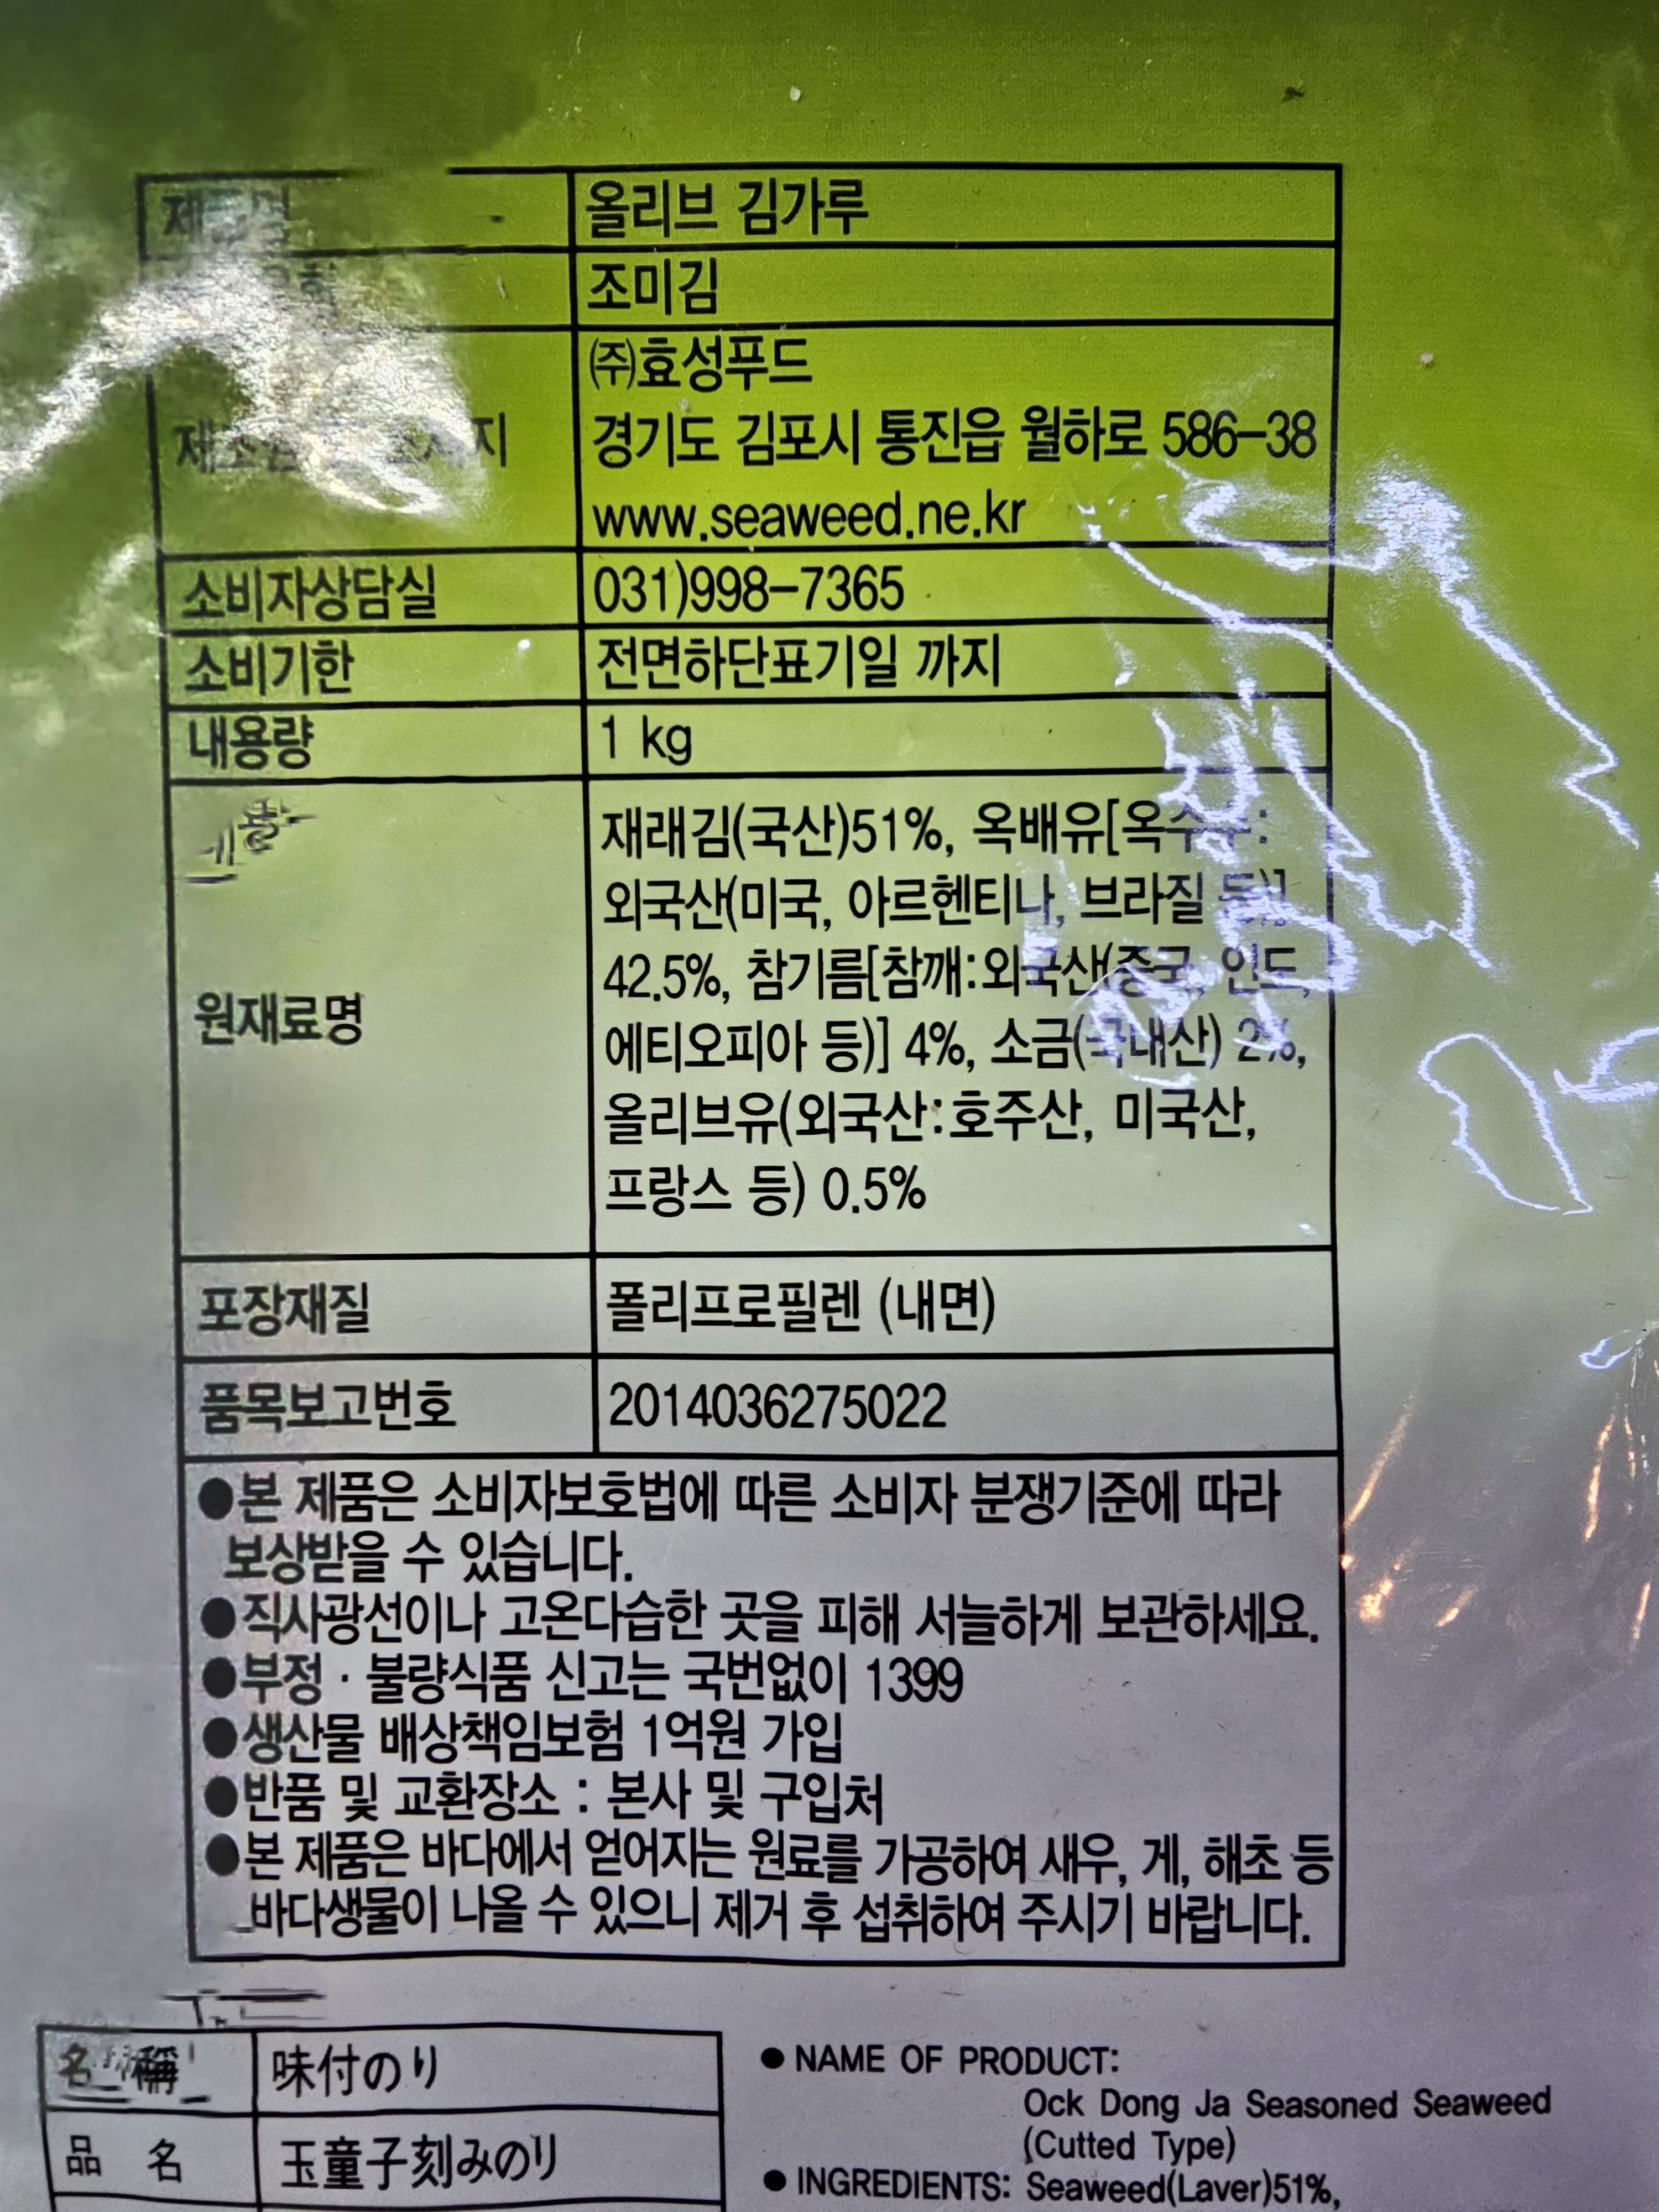 올리브 김가루
조미김
㈜효성푸드
경기도 김포시 통진읍 월하로 586-38
www.seaweed.ne.kr
소비자상담실 031)998-7365
소비기한 전면하단표기일 까지
내용량 1 kg
원재료명
재래김(국산)51%, 옥배유[옥수수:
외국산(미국, 아르헨티나, 브라질 등)]
42.5%, 참기름[참깨:외국산(중국, 인도,
에티오피아 등)] 4%, 소금(국내산) 2%,
올리브유(외국산:호주산, 미국산,
프랑스 등) 0.5%
포장재질 폴리프로필렌 (내면)
품목보고번호 2014036275022
●본 제품은 소비자보호법에 따른 소비자 분쟁기준에 따라
보상받을 수 있습니다.
●직사광선이나 고온다습한 곳을 피해 서늘하게 보관하세요.
●부정·불량식품 신고는 국번없이 1399
●생산물 배상책임보험 1억원 가입
●반품 및 교환장소 : 본사 및 구입처
●본 제품은 바다에서 얻어지는 원료를 가공하여 새우, 게, 해초 등
바다생물이 나올 수 있으니 제거 후 섭취하여 주시기 바랍니다.
名 稱 味付のり
品 名 玉童子刻みのり
● NAME OF PRODUCT:
Ock Dong Ja Seasoned Seaweed
(Cutted Type)
● INGREDIENTS: Seaweed(Laver)51%,